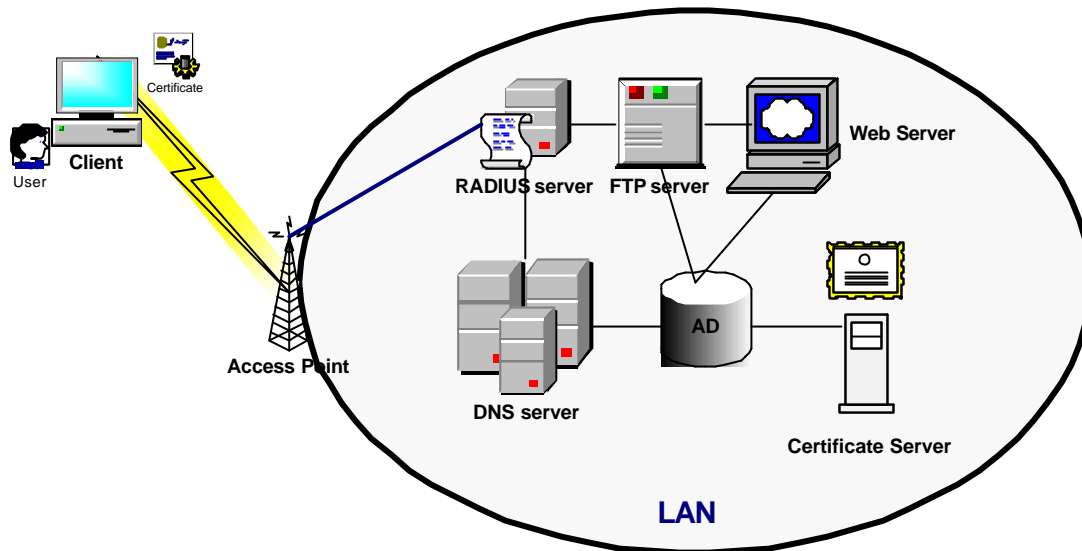 Certificate
Client
User
Web Server
RADIUS server
FTP server
AD
Access Point
DNS server
Certificate Server
LAN